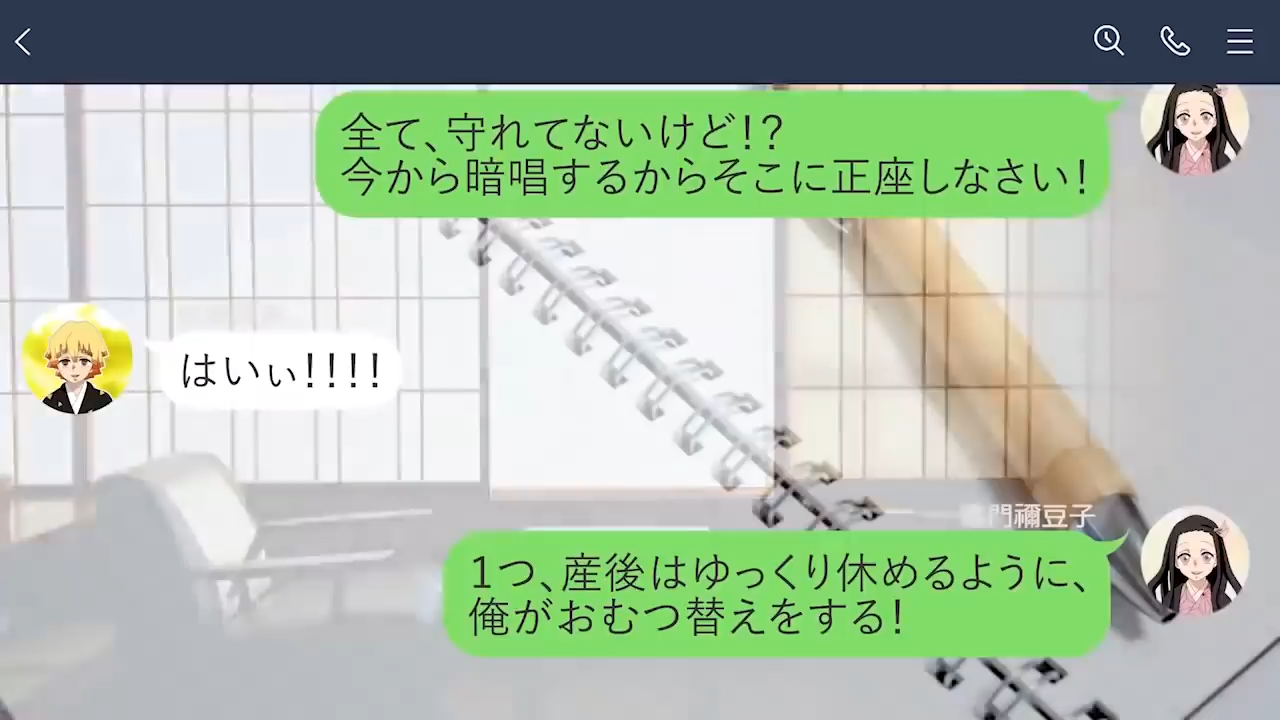 全て、守れてないけど!?
今から暗唱するからそこに正座しなさい!
はいぃ!!!!
門禰豆子
1つ、産後はゆっくり休めるように、
俺がおむつ替えをする!